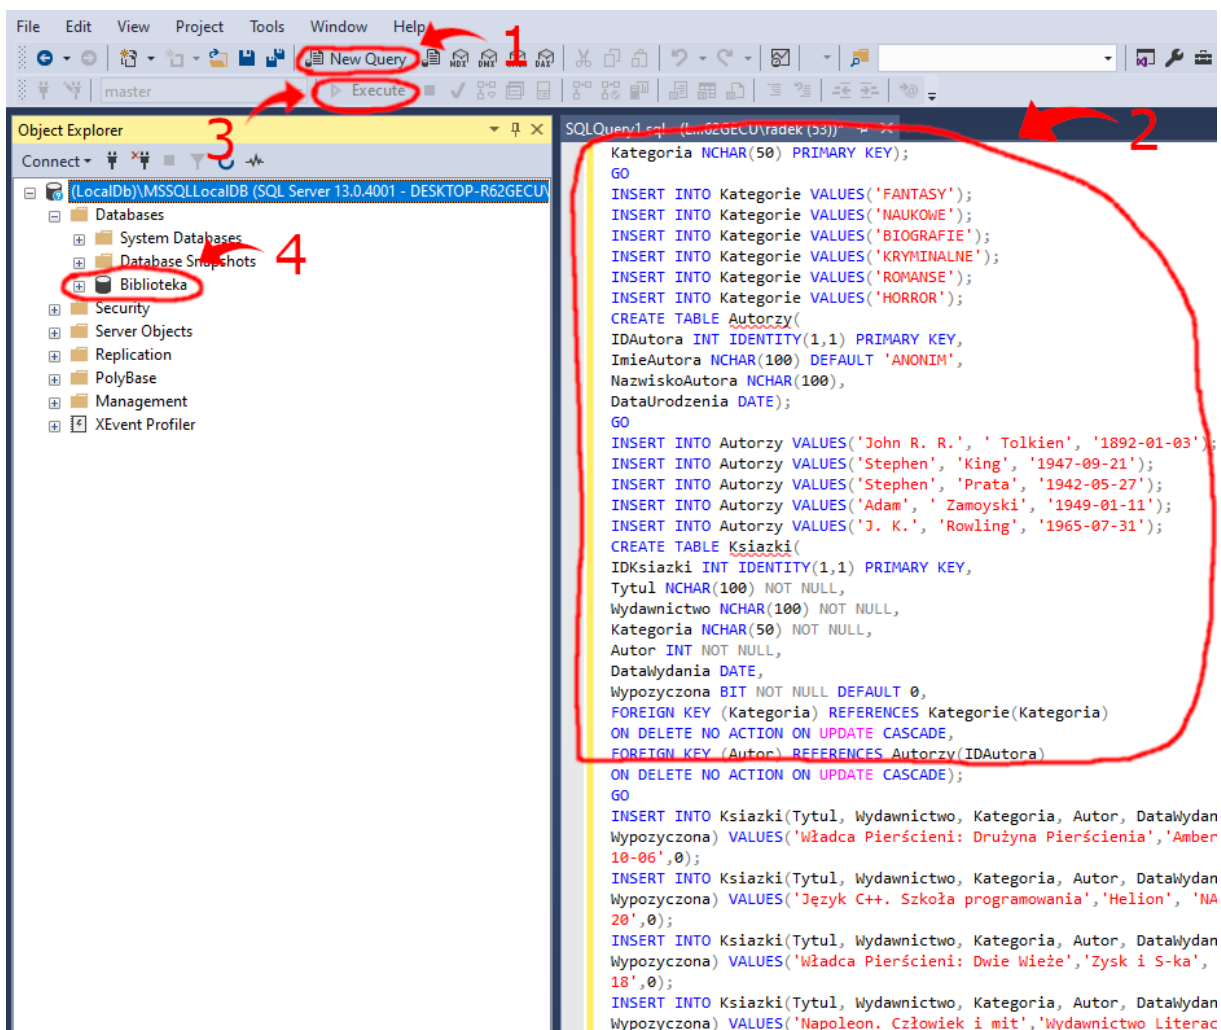 File Edit View Project Tools Window Help
1
New Query MDX DMX DAX
master Execute
3
2
Object Explorer
SQLQuery1.sql - (L...62GECU\radek (53))*
Connect
(LocalDb)\MSSQLLocalDB (SQL Server 13.0.4001 - DESKTOP-R62GECU\
Databases
System Databases
Database Snapshots
4
Biblioteka
Security
Server Objects
Replication
PolyBase
Management
XEvent Profiler
Kategoria NCHAR(50) PRIMARY KEY);
GO
INSERT INTO Kategorie VALUES('FANTASY');
INSERT INTO Kategorie VALUES('NAUKOWE');
INSERT INTO Kategorie VALUES('BIOGRAFIE');
INSERT INTO Kategorie VALUES('KRYMINALNE');
INSERT INTO Kategorie VALUES('ROMANSE');
INSERT INTO Kategorie VALUES('HORROR');
CREATE TABLE Autorzy(
IDAutora INT IDENTITY(1,1) PRIMARY KEY,
ImieAutora NCHAR(100) DEFAULT 'ANONIM',
NazwiskoAutora NCHAR(100),
DataUrodzenia DATE);
GO
INSERT INTO Autorzy VALUES('John R. R.', ' Tolkien', '1892-01-03');
INSERT INTO Autorzy VALUES('Stephen', 'King', '1947-09-21');
INSERT INTO Autorzy VALUES('Stephen', 'Prata', '1942-05-27');
INSERT INTO Autorzy VALUES('Adam', ' Zamoyski', '1949-01-11');
INSERT INTO Autorzy VALUES('J. K.', 'Rowling', '1965-07-31');
CREATE TABLE Ksiazki(
IDKsiazki INT IDENTITY(1,1) PRIMARY KEY,
Tytul NCHAR(100) NOT NULL,
Wydawnictwo NCHAR(100) NOT NULL,
Kategoria NCHAR(50) NOT NULL,
Autor INT NOT NULL,
DataWydania DATE,
Wypozyczona BIT NOT NULL DEFAULT 0,
FOREIGN KEY (Kategoria) REFERENCES Kategorie(Kategoria)
ON DELETE NO ACTION ON UPDATE CASCADE,
FOREIGN KEY (Autor) REFERENCES Autorzy(IDAutora)
ON DELETE NO ACTION ON UPDATE CASCADE);
GO
INSERT INTO Ksiazki(Tytul, Wydawnictwo, Kategoria, Autor, DataWydan
Wypozyczona) VALUES('Władca Pierścieni: Drużyna Pierścienia','Amber
10-06',0);
INSERT INTO Ksiazki(Tytul, Wydawnictwo, Kategoria, Autor, DataWydan
Wypozyczona) VALUES('Język C++. Szkoła programowania','Helion', 'NA
20',0);
INSERT INTO Ksiazki(Tytul, Wydawnictwo, Kategoria, Autor, DataWydan
Wypozyczona) VALUES('Władca Pierścieni: Dwie Wieże','Zysk i S-ka',
18',0);
INSERT INTO Ksiazki(Tytul, Wydawnictwo, Kategoria, Autor, DataWydan
Wypozyczona) VALUES('Napoleon. Człowiek i mit','Wydawnictwo Literac